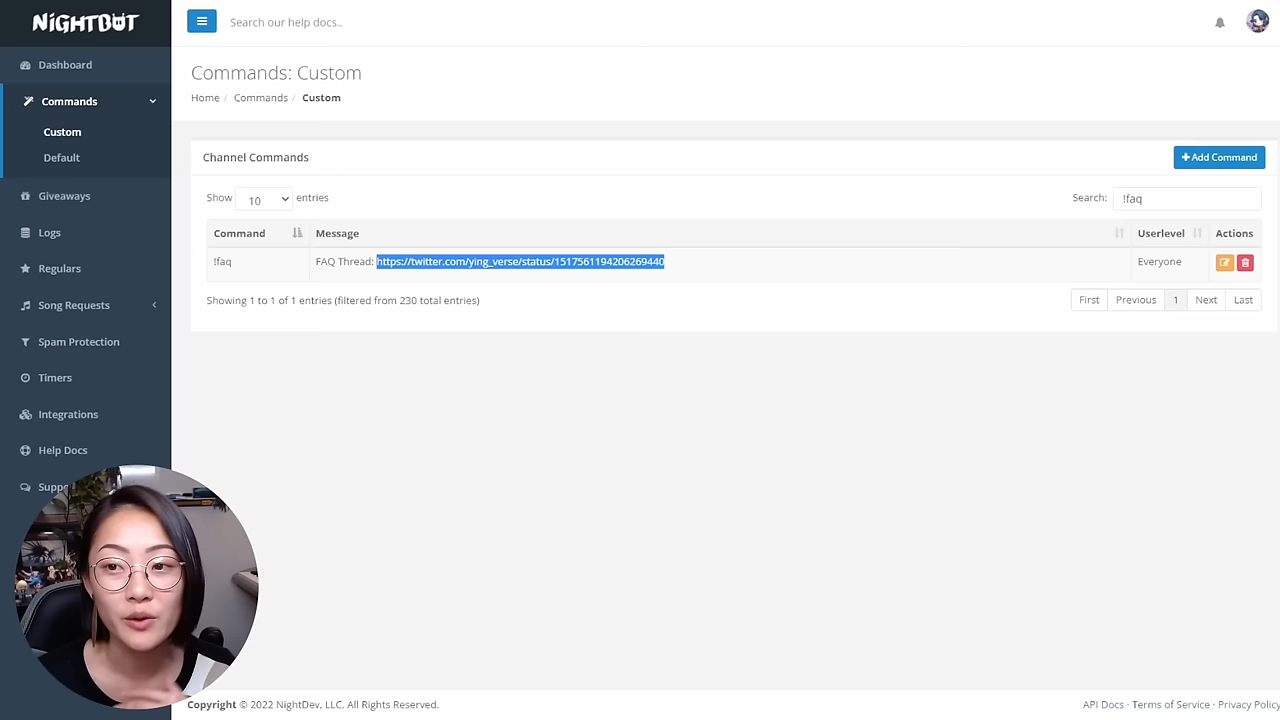 NiGHTBOT
Search our help docs..
Dashboard
Commands
Custom
Default
Giveaways
Logs
Regulars
Song Requests
Spam Protection
Timers
Integrations
Help Docs
Commands: Custom
Home / Commands / Custom
Channel Commands
+ Add Command
Show 10 entries
Search: !faq
Command Message Userlevel Actions
!faq FAQ Thread: https://twitter.com/ying_verse/status/1517561194206269440 Everyone
Showing 1 to 1 of 1 entries (filtered from 230 total entries)
First Previous 1 Next Last
Copyright © 2022 NightDev, LLC. All Rights Reserved.
API Docs · Terms of Service · Privacy Policy